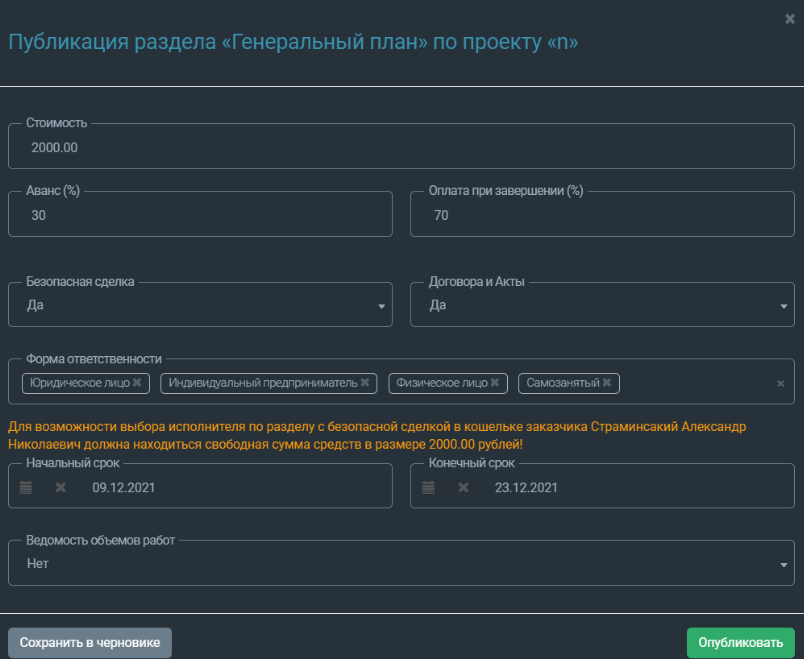 Публикация раздела «Генеральный план» по проекту «n»
Стоимость
2000.00
Аванс (%)
30
Оплата при завершении (%)
70
Безопасная сделка
Да
Договора и Акты
Да
Форма ответственности
Юридическое лицо
Индивидуальный предприниматель
Физическое лицо
Самозанятый
Для возможности выбора исполнителя по разделу с безопасной сделкой в кошельке заказчика Страминсакий Александр
Николаевич должна находиться свободная сумма средств в размере 2000.00 рублей!
Начальный срок
09.12.2021
Конечный срок
23.12.2021
Ведомость объемов работ
Нет
Сохранить в черновике
Опубликовать